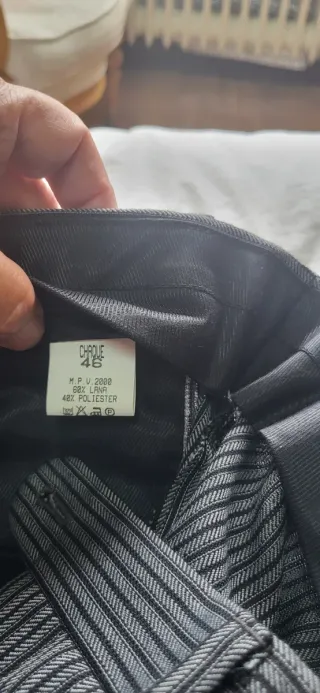 CHAQUE
46
M.P.V.2000
60% LANA
40% POLIESTER